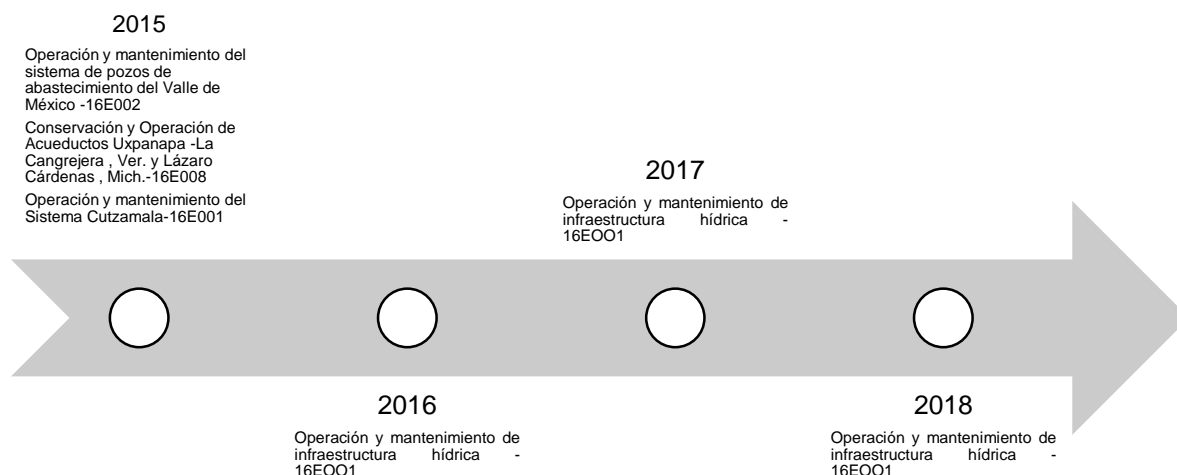 2015
Operación y mantenimiento del
sistema de pozos de
abastecimiento del Valle de
México -16E002
Conservación y Operación de
Acueductos Uxpanapa -La
Cangrejera , Ver. y Lázaro
Cárdenas , Mich.-16E008
Operación y mantenimiento del
Sistema Cutzamala-16E001
2016
Operación y mantenimiento de
infraestructura hídrica -
16EOO1
2017
Operación y mantenimiento de
infraestructura hídrica -
16EOO1
2018
Operación y mantenimiento de
infraestructura hídrica -
16EOO1